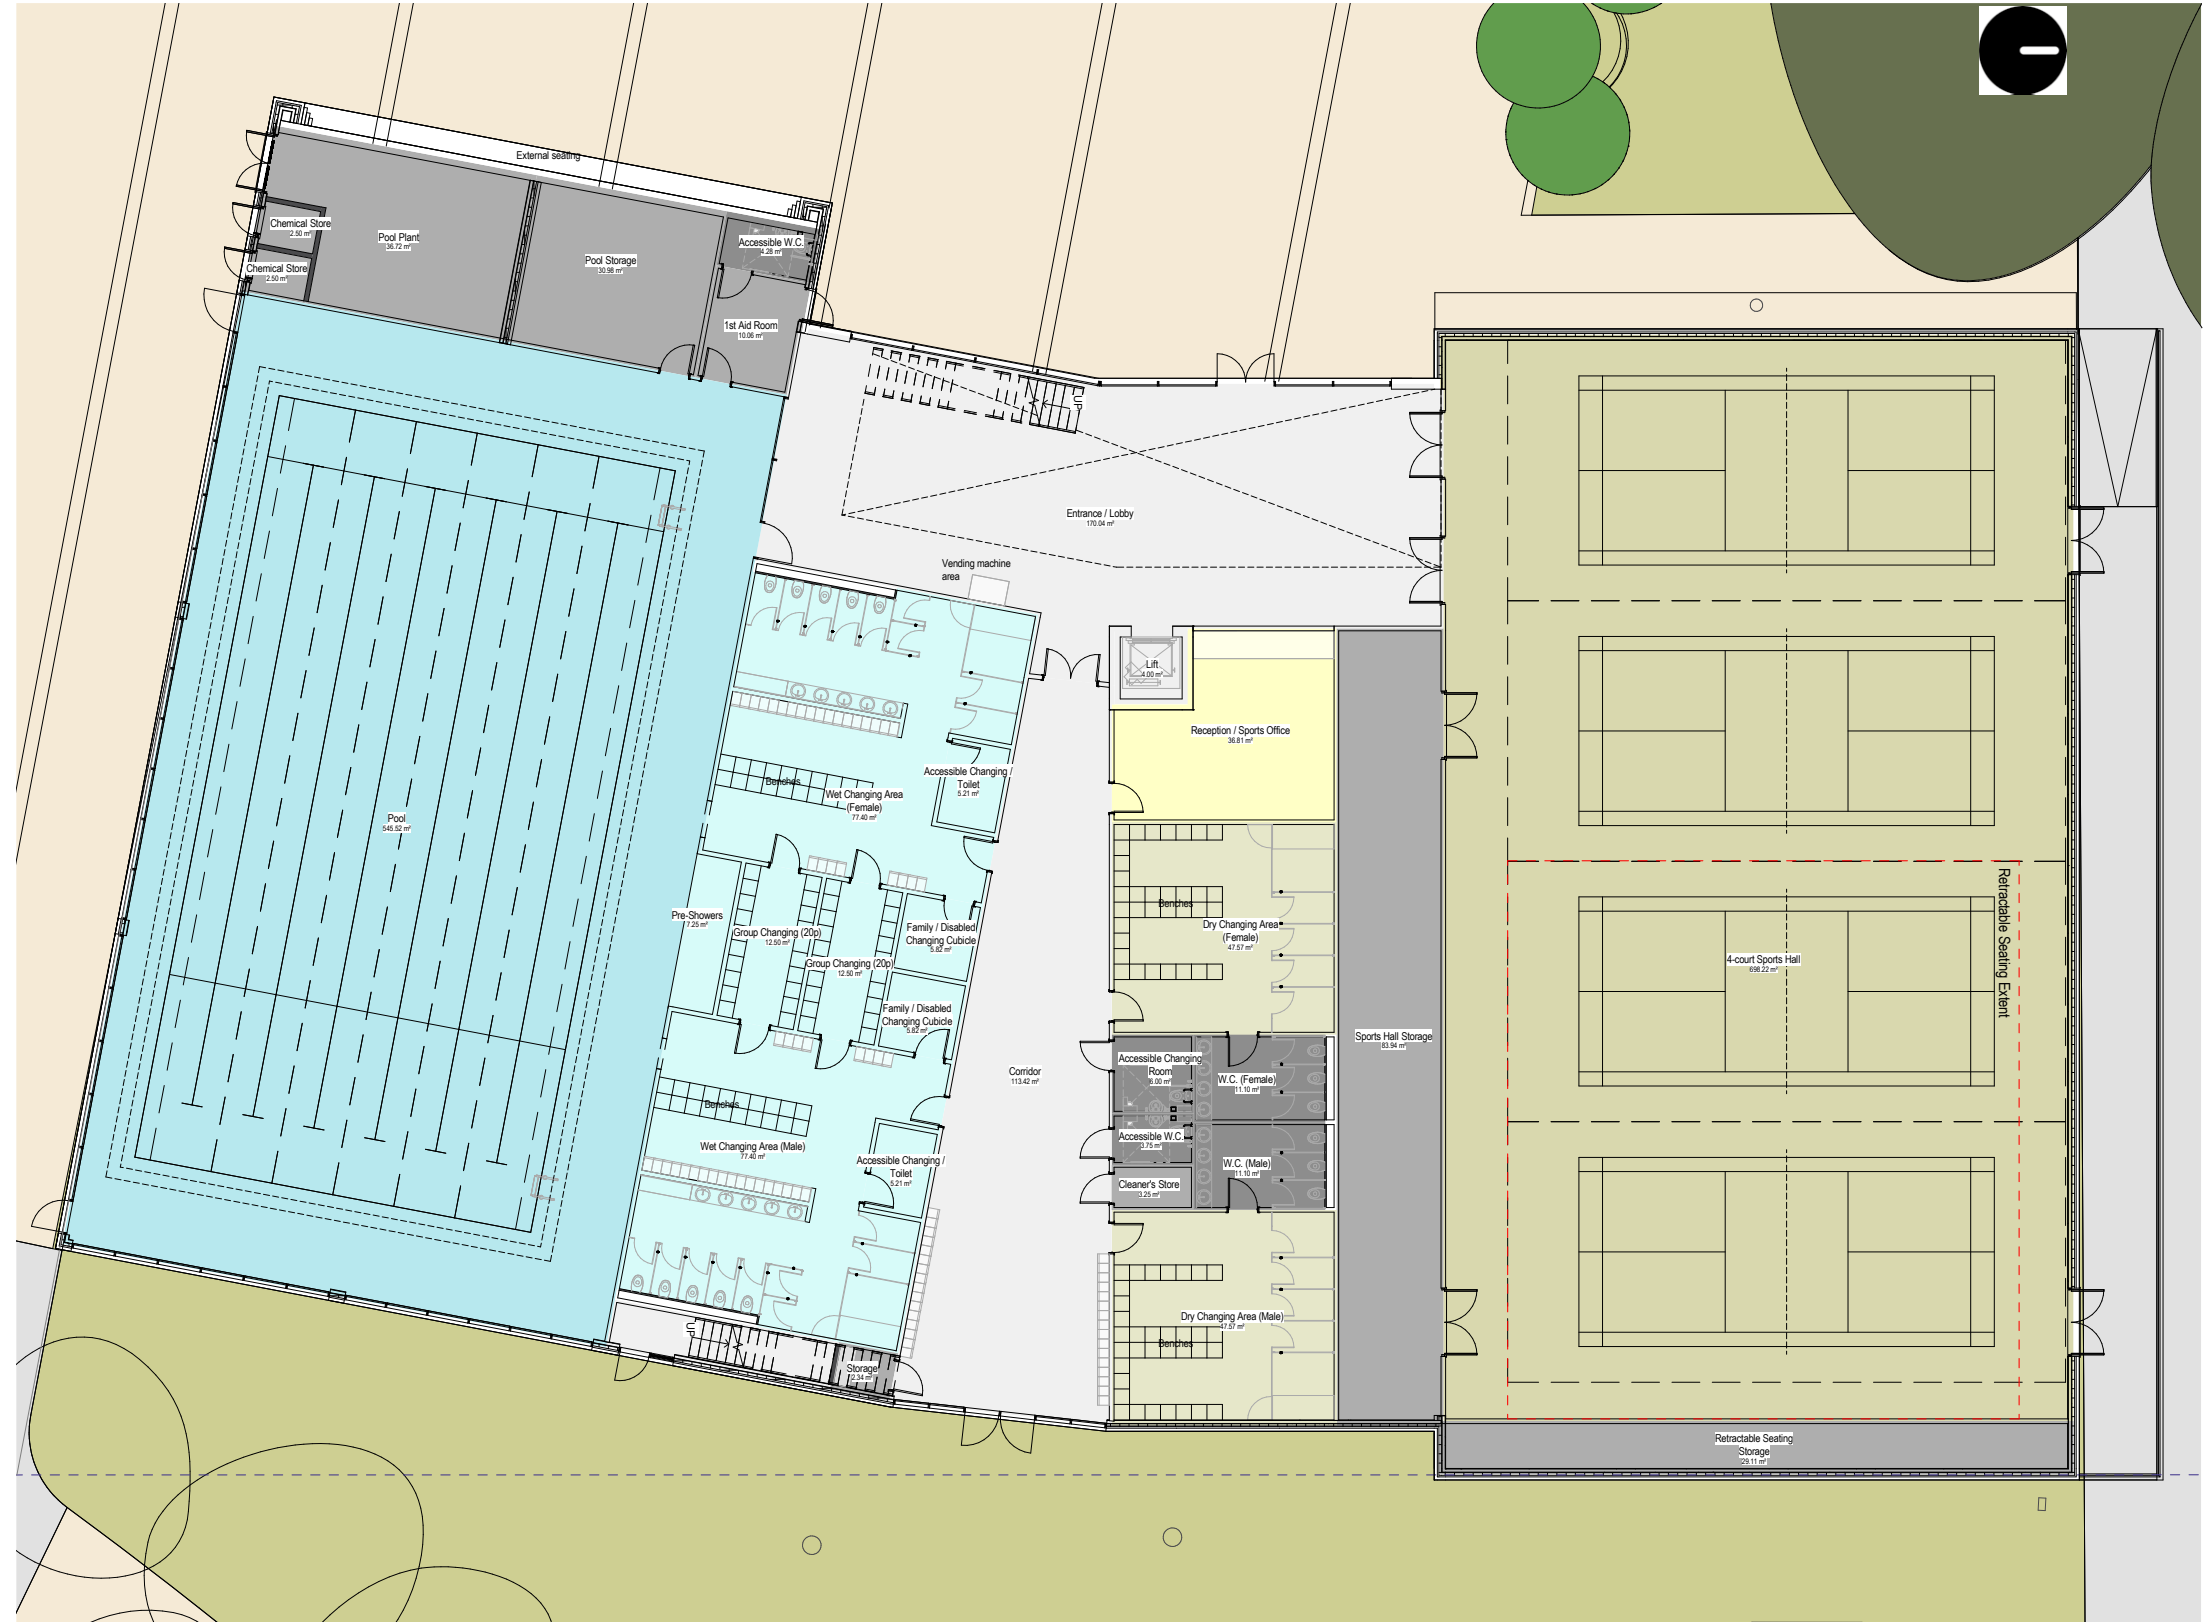 External seating
Chemical Store
2.50 m²
Pool Plant
36.72 m²
Chemical Store
2.50 m²
Pool Storage
30.98 m²
Accessible W.C.
4.28 m²
1st Aid Room
10.06 m²
UP
Entrance / Lobby
170.04 m²
Vending machine
area
Lift
4.00 m²
Reception / Sports Office
36.81 m²
Benches
Wet Changing Area
(Female)
77.40 m²
Accessible Changing /
Toilet
5.21 m²
Pool
545.52 m²
Pre-Showers
7.25 m²
Group Changing (20p)
12.50 m²
Group Changing (20p)
12.50 m²
Family / Disabled
Changing Cubicle
5.82 m²
Family / Disabled
Changing Cubicle
5.82 m²
Benches
Dry Changing Area
(Female)
47.57 m²
Retractable Seating Extent
4-court Sports Hall
698.22 m²
Sports Hall Storage
83.94 m²
Corridor
113.42 m²
Accessible Changing
Room
6.00 m²
W.C. (Female)
11.10 m²
Benches
Wet Changing Area (Male)
77.40 m²
Accessible W.C.
3.75 m²
Accessible Changing /
Toilet
5.21 m²
W.C. (Male)
11.10 m²
Cleaner's Store
3.25 m²
Dry Changing Area (Male)
47.57 m²
Benches
UP
Storage
2.34 m²
Retractable Seating
Storage
29.11 m²